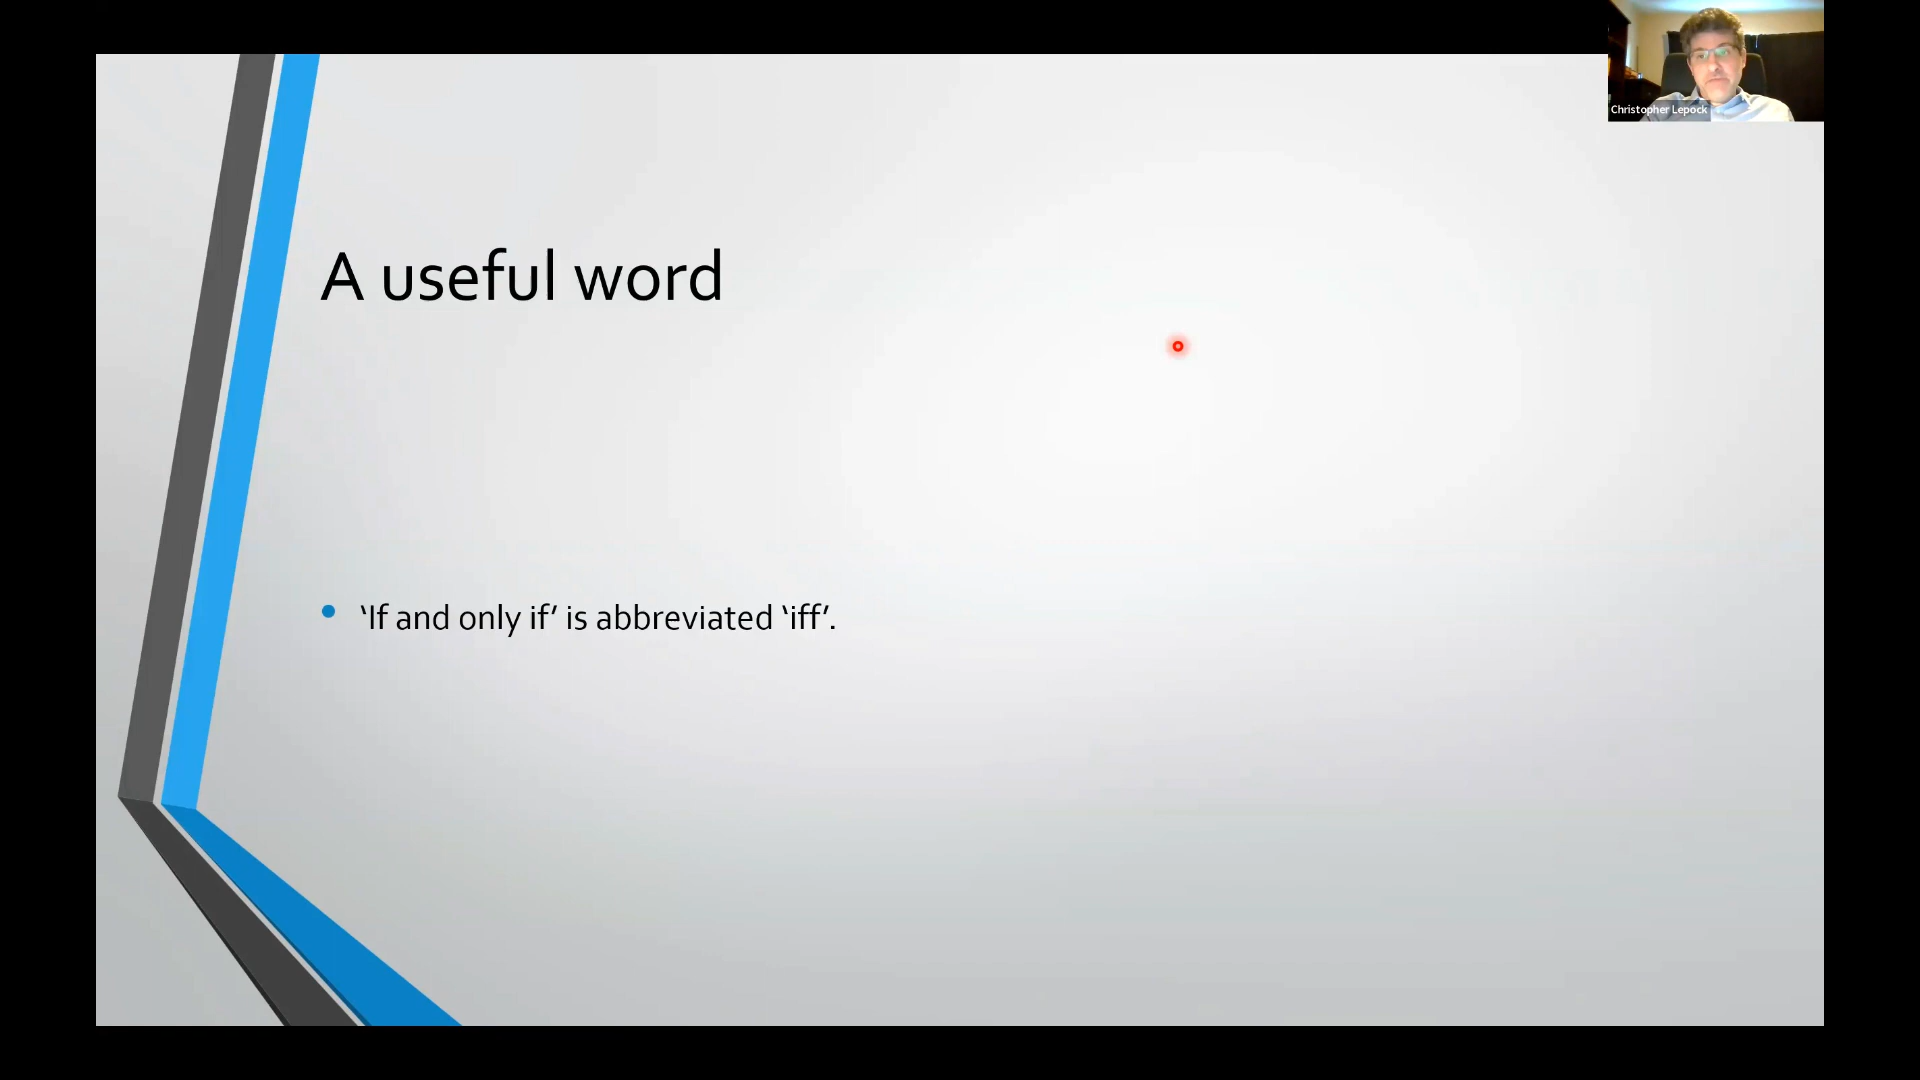 Christopher Lepock
A useful word
‘If and only if’ is abbreviated ‘iff’.